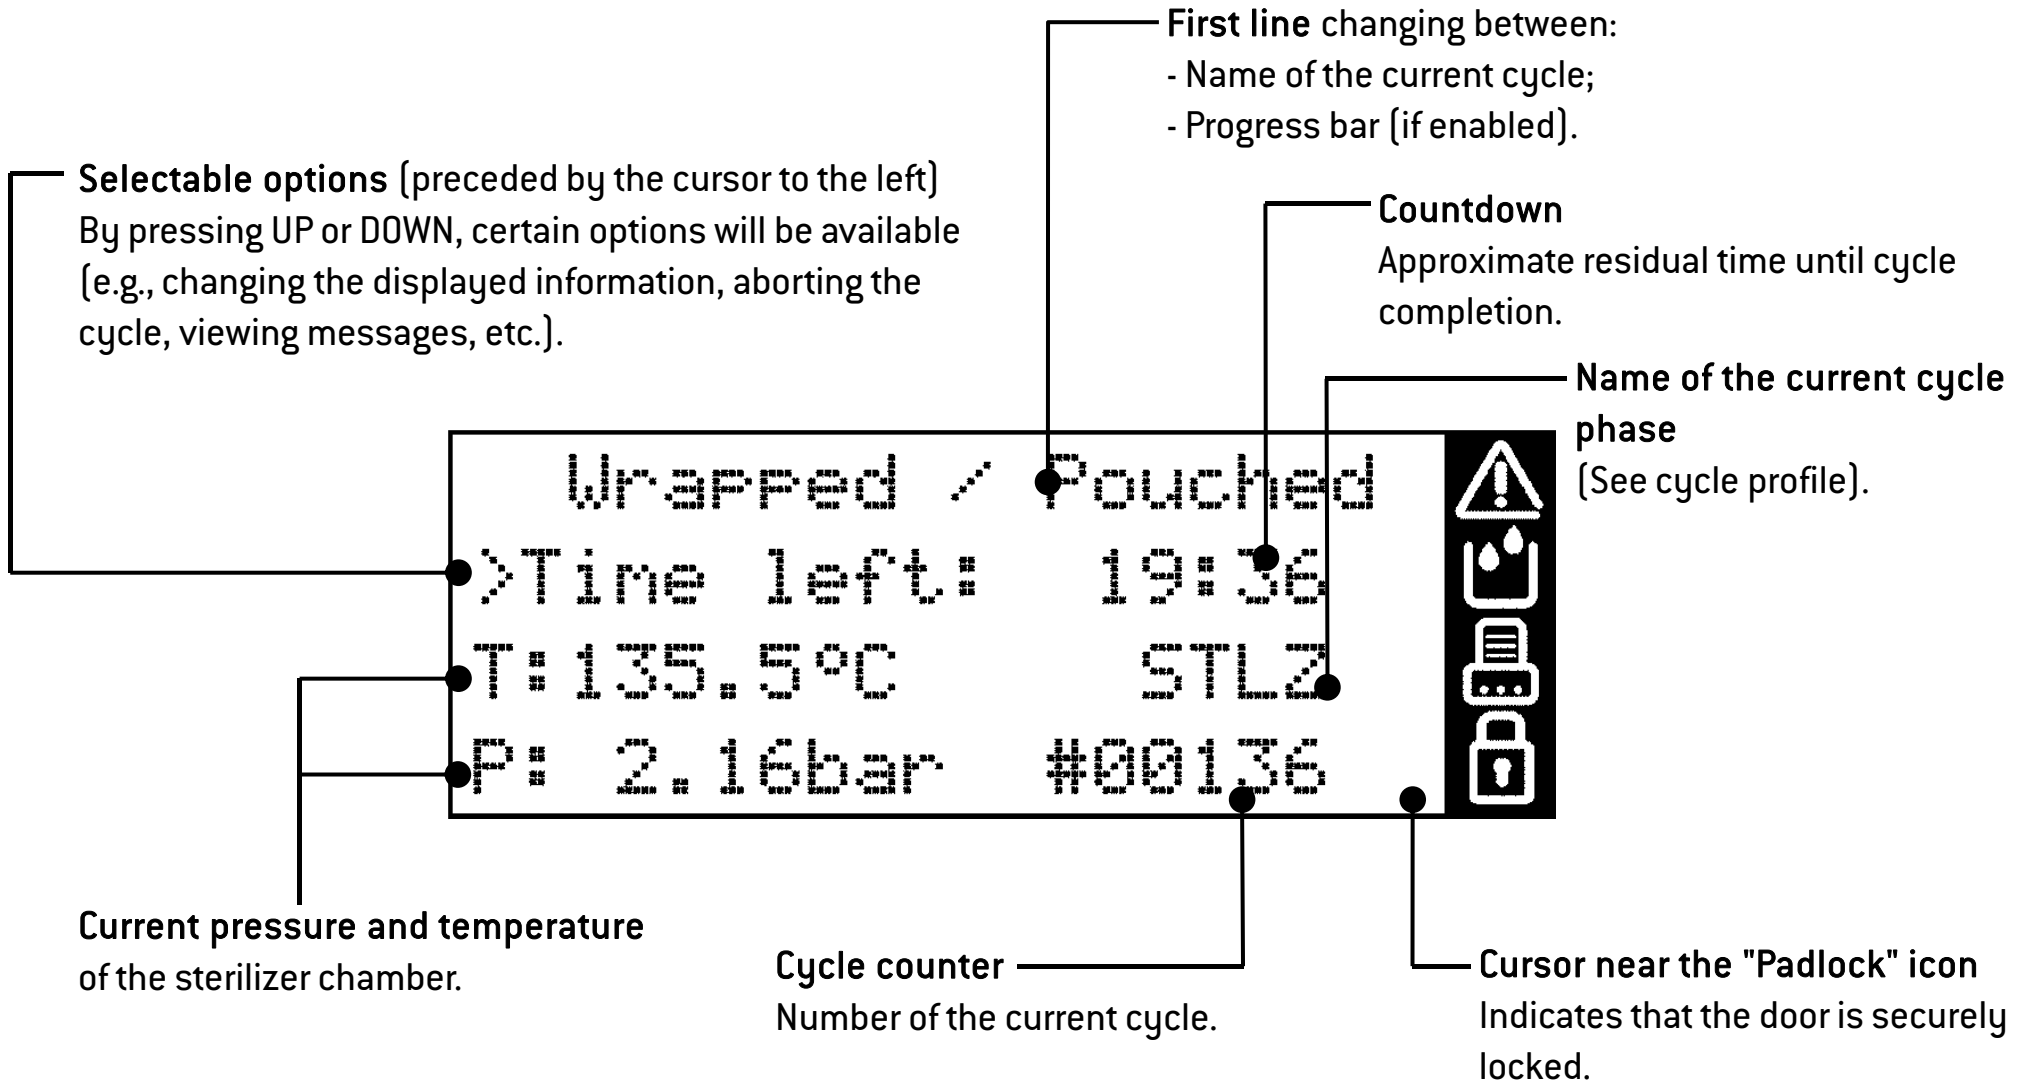 First line changing between:
- Name of the current cycle;
- Progress bar (if enabled).
Selectable options (preceded by the cursor to the left)
By pressing UP or DOWN, certain options will be available
(e.g., changing the displayed information, aborting the
cycle, viewing messages, etc.).
Countdown
Approximate residual time until cycle
completion.
Name of the current cycle
phase
(See cycle profile).
Wrapped / Pouched
>Time left: 19:36
T:135.5°C STLZ
P: 2.16bar #00136
Current pressure and temperature
of the sterilizer chamber.
Cycle counter
Number of the current cycle.
Cursor near the "Padlock" icon
Indicates that the door is securely
locked.